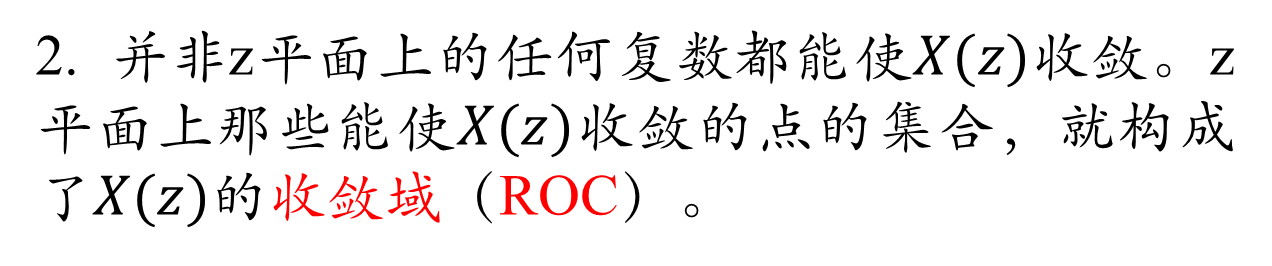 2. 并非z平面上的任何复数都能使X(z)收敛。z
平面上那些能使X(z)收敛的点的集合，就构成
了X(z)的收敛域（ROC）。